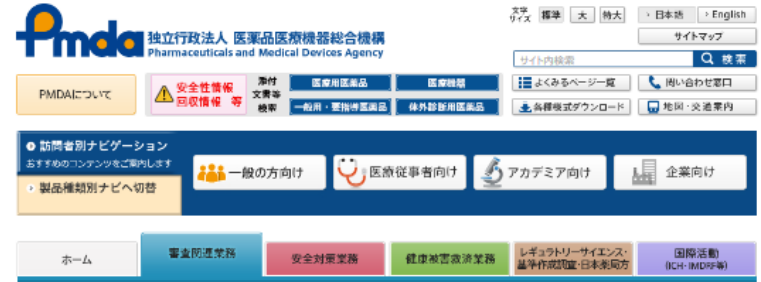 文字
サイズ 標準 大 特大 日本語 English
サイトマップ
Pmda 独立行政法人 医薬品医療機器総合機構
Pharmaceuticals and Medical Devices Agency
サイト内検索 検索
PMDAについて
安全性情報
回収情報 等
添付
文書等
検索
医療用医薬品 医療機器
一般用・要指導医薬品 体外診断用医薬品
よくみるページ一覧 問い合わせ窓口
各種様式ダウンロード 地図・交通案内
訪問者別ナビゲーション
おすすめのコンテンツをご案内します
製品種類別ナビへ切替
一般の方向け 医療従事者向け アカデミア向け 企業向け
ホーム 審査関連業務 安全対策業務 健康被害救済業務
レギュラトリーサイエンス・
基準作成調査・日本薬局方
国際活動
(ICH・IMDRF等)